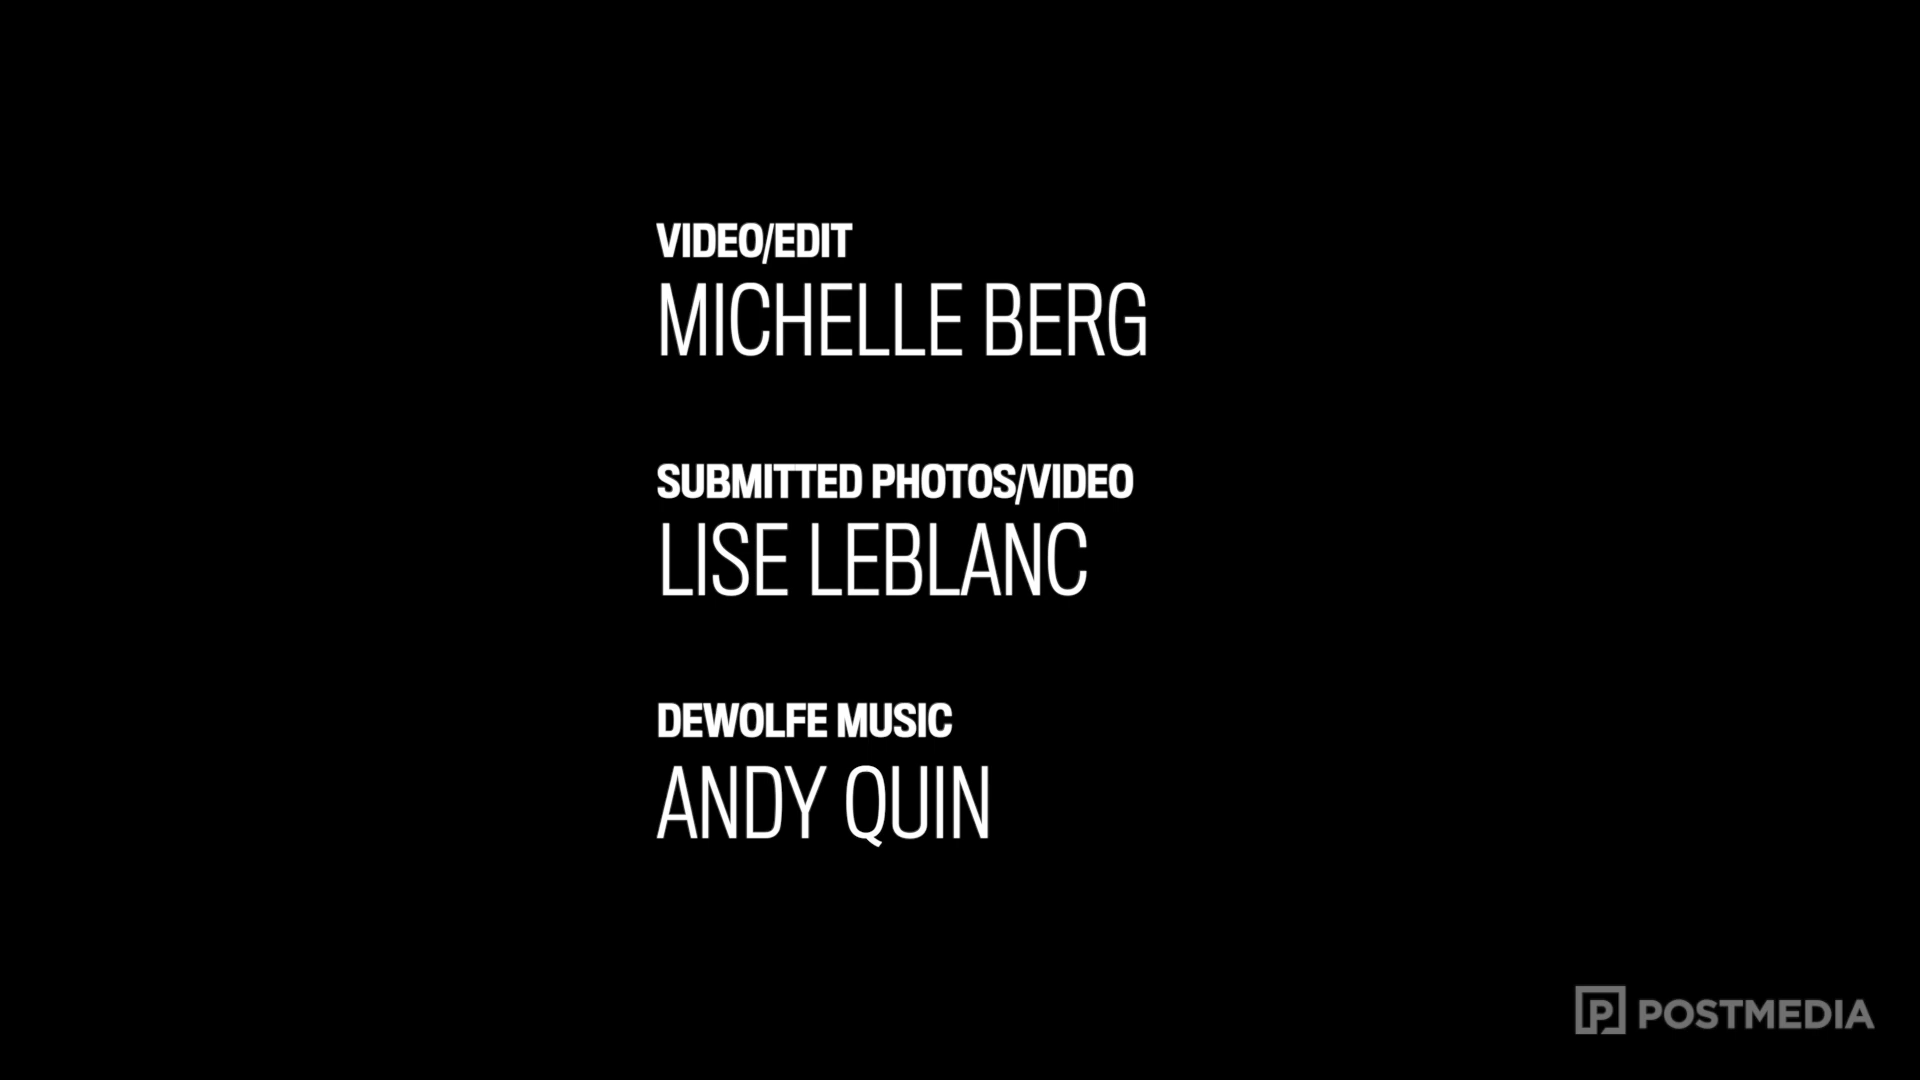 VIDEO/EDIT
MICHELLE BERG
SUBMITTED PHOTOS/VIDEO
LISE LEBLANC
DEWOLFE MUSIC
ANDY QUIN
P POSTMEDIA